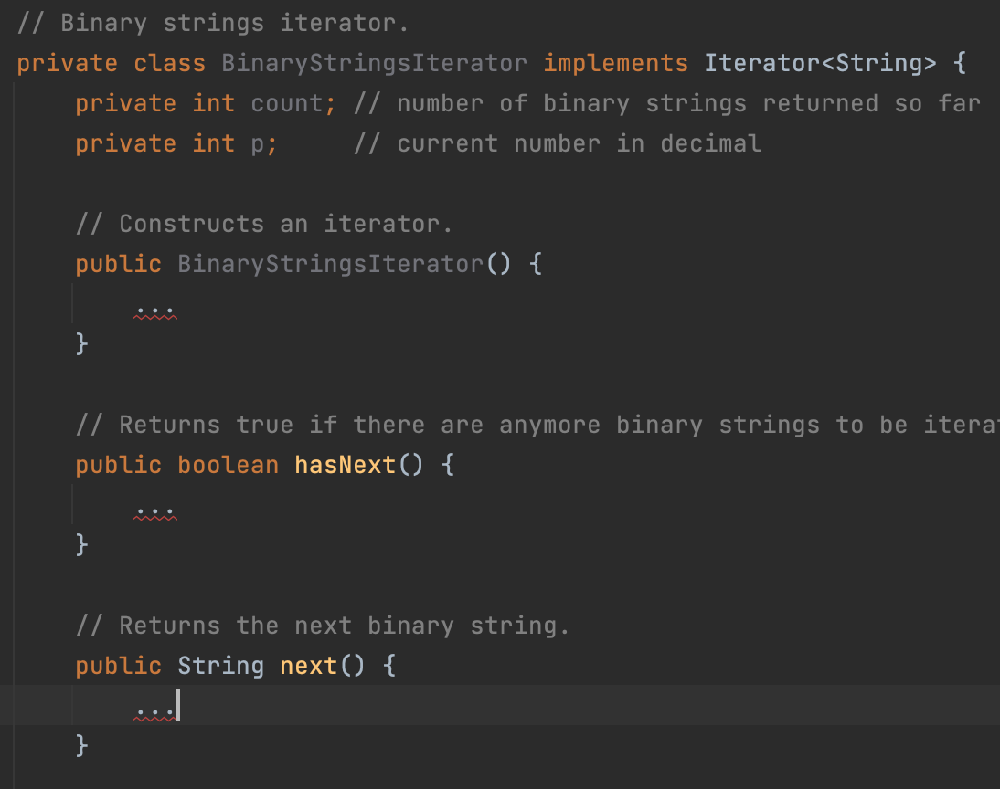 // Binary strings iterator.
private class BinaryStringsIterator implements Iterator<String> {
    private int count; // number of binary strings returned so far
    private int p;     // current number in decimal

    // Constructs an iterator.
    public BinaryStringsIterator() {
        ...
    }

    // Returns true if there are anymore binary strings to be
    public boolean hasNext() {
        ...
    }

    // Returns the next binary string.
    public String next() {
        ...
    }